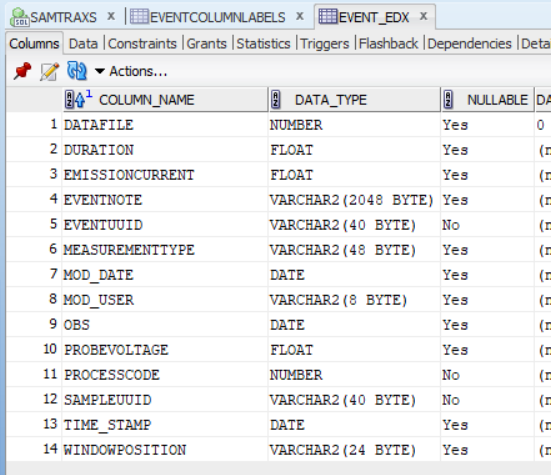 SQL SAMTRAXS x EVENTCOLUMNLABELS x EVENT_EDX x
Columns Data Constraints Grants Statistics Triggers Flashback Dependencies Deta
Actions...
1 COLUMN_NAME DATA_TYPE NULLABLE DA
1 DATAFILE NUMBER Yes 0
2 DURATION FLOAT Yes (n
3 EMISSIONCURRENT FLOAT Yes (n
4 EVENTNOTE VARCHAR2(2048 BYTE) Yes (n
5 EVENTUUID VARCHAR2(40 BYTE) No (n
6 MEASUREMENTTYPE VARCHAR2(48 BYTE) Yes (n
7 MOD_DATE DATE Yes (n
8 MOD_USER VARCHAR2(8 BYTE) Yes (n
9 OBS DATE Yes (n
10 PROBEVOLTAGE FLOAT Yes (n
11 PROCESSCODE NUMBER No (n
12 SAMPLEUUID VARCHAR2(40 BYTE) No (n
13 TIME_STAMP DATE Yes (n
14 WINDOWPOSITION VARCHAR2(24 BYTE) Yes (n